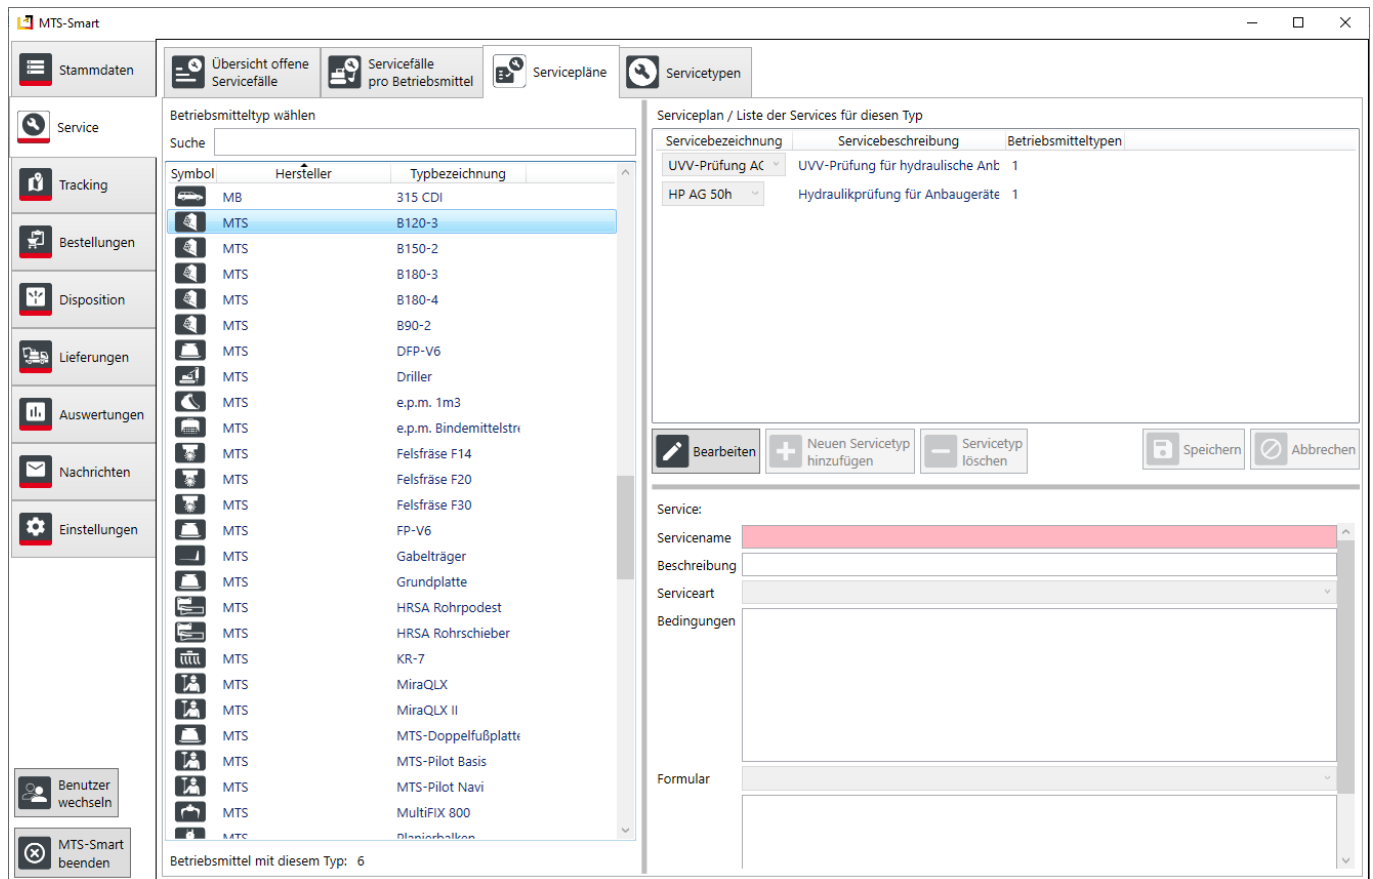 MTS-Smart
Stammdaten
Service
Tracking
Bestellungen
Disposition
Lieferungen
Auswertungen
Nachrichten
Einstellungen
Benutzer
wechseln
MTS-Smart
beenden
Übersicht offene
Servicefälle
Servicefälle
pro Betriebsmittel
Servicepläne
Servicetypen
Betriebsmitteltyp wählen
Suche
Symbol Hersteller Typbezeichnung
MB 315 CDI
MTS B120-3
MTS B150-2
MTS B180-3
MTS B180-4
MTS B90-2
MTS DFP-V6
MTS Driller
MTS e.p.m. 1m3
MTS e.p.m. Bindemittelstre
MTS Felsfräse F14
MTS Felsfräse F20
MTS Felsfräse F30
MTS FP-V6
MTS Gabelträger
MTS Grundplatte
MTS HRSA Rohrpodest
MTS HRSA Rohrschieber
MTS KR-7
MTS MiraQLX
MTS MiraQLX II
MTS MTS-Doppelfußplatte
MTS MTS-Pilot Basis
MTS MTS-Pilot Navi
MTS MultiFIX 800
MTS Planierbalken
Betriebsmittel mit diesem Typ: 6
Serviceplan / Liste der Services für diesen Typ
Servicebezeichnung Servicebeschreibung Betriebsmitteltypen
UVV-Prüfung AG UVV-Prüfung für hydraulische Anb 1
HP AG 50h Hydraulikprüfung für Anbaugeräte 1
Bearbeiten
Neuen Servicetyp
hinzufügen
Servicetyp
löschen
Speichern
Abbrechen
Service:
Servicename
Beschreibung
Serviceart
Bedingungen
Formular